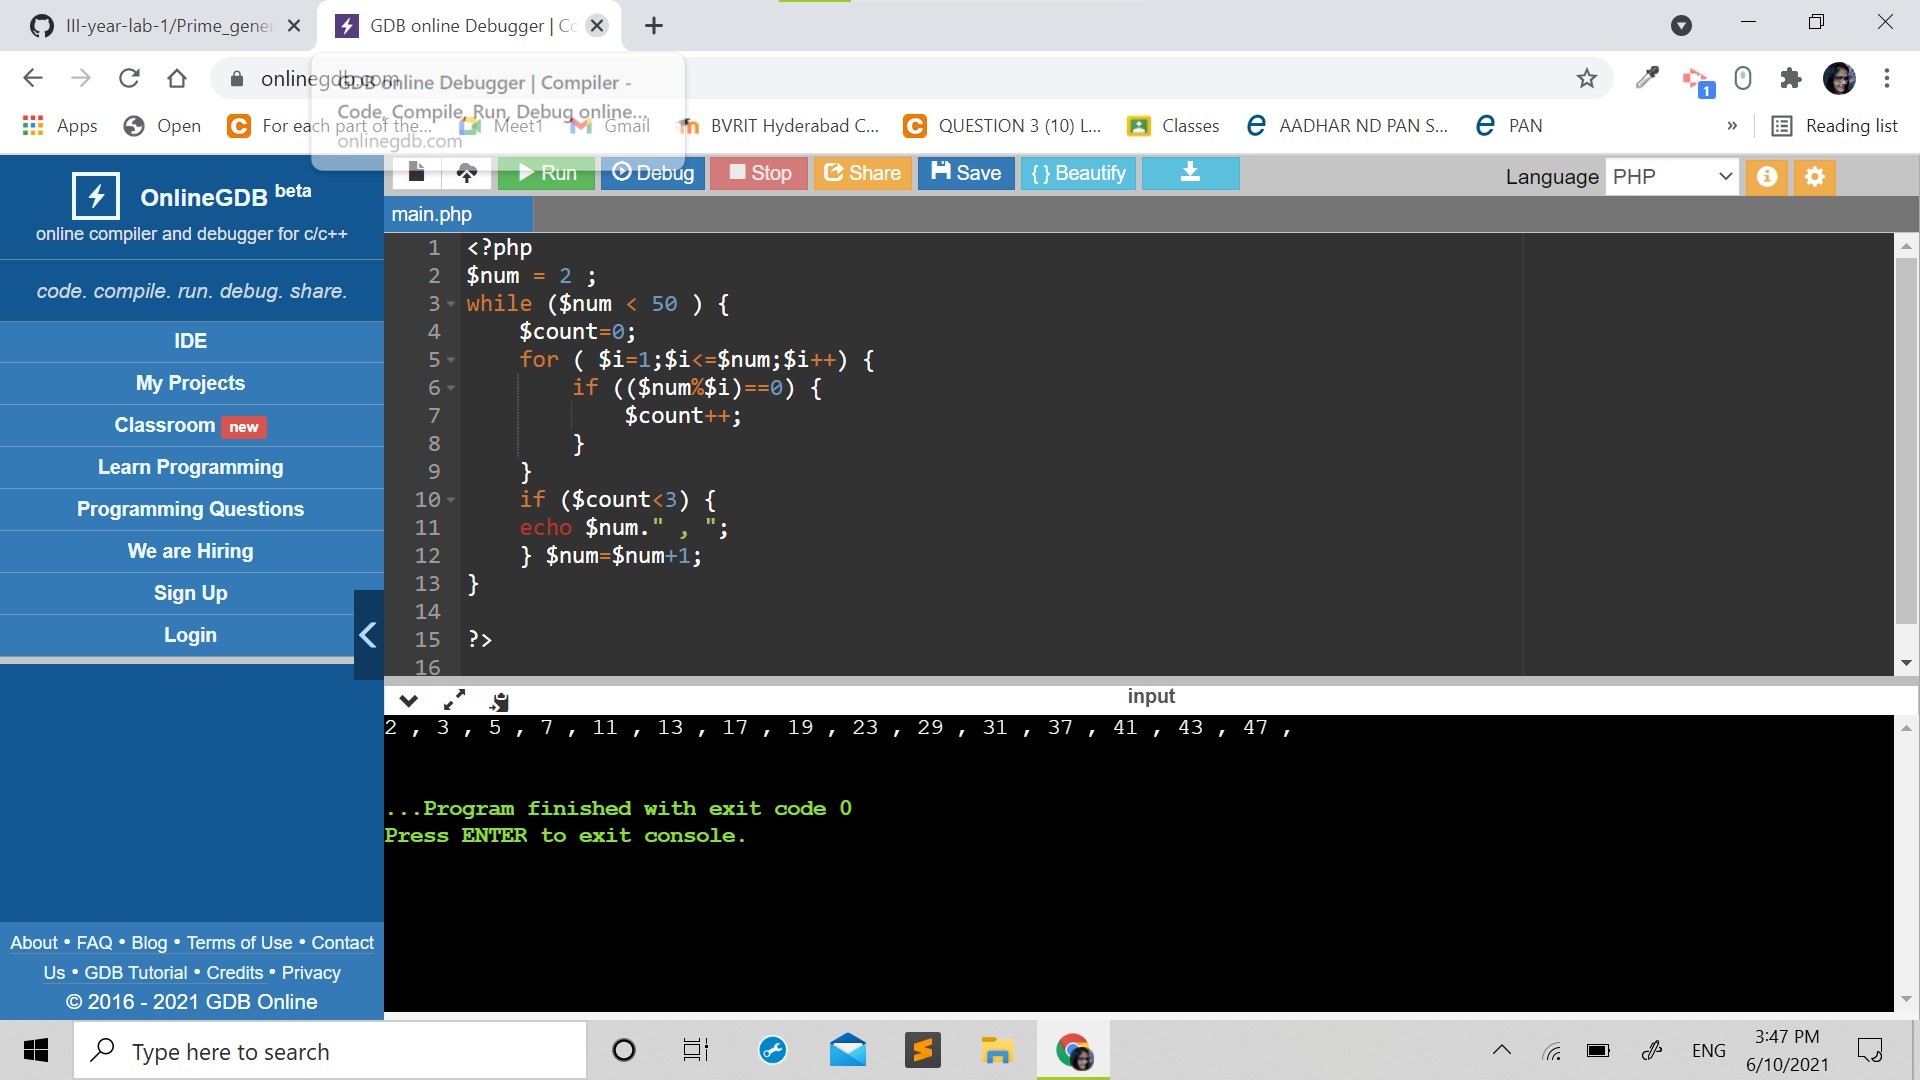 III-year-lab-1/Prime_gene
GDB online Debugger | Co
onlinegdb.com
GDB online Debugger | Compiler -
Code, Compile, Run, Debug online...
onlinegdb.com
1
Apps
Open
For each part of the...
Meet1
Gmail
BVRIT Hyderabad C...
QUESTION 3 (10) L...
Classes
AADHAR ND PAN S...
PAN
»
Reading list
OnlineGDB beta
online compiler and debugger for c/c++
code. compile. run. debug. share.
IDE
My Projects
Classroom new
Learn Programming
Programming Questions
We are Hiring
Sign Up
Login
About • FAQ • Blog • Terms of Use • Contact
Us • GDB Tutorial • Credits • Privacy
© 2016 - 2021 GDB Online
Run
Debug
Stop
Share
Save
{ } Beautify
Language PHP
main.php
1 <?php
2 $num = 2 ;
3 while ($num < 50 ) {
4 $count=0;
5 for ( $i=1;$i<=$num;$i++) {
6 if (($num%$i)==0) {
7 $count++;
8 }
9 }
10 if ($count<3) {
11 echo $num." , ";
12 } $num=$num+1;
13 }
14
15 ?>
16
input
2 , 3 , 5 , 7 , 11 , 13 , 17 , 19 , 23 , 29 , 31 , 37 , 41 , 43 , 47 ,
...Program finished with exit code 0
Press ENTER to exit console.
Type here to search
ENG
3:47 PM
6/10/2021